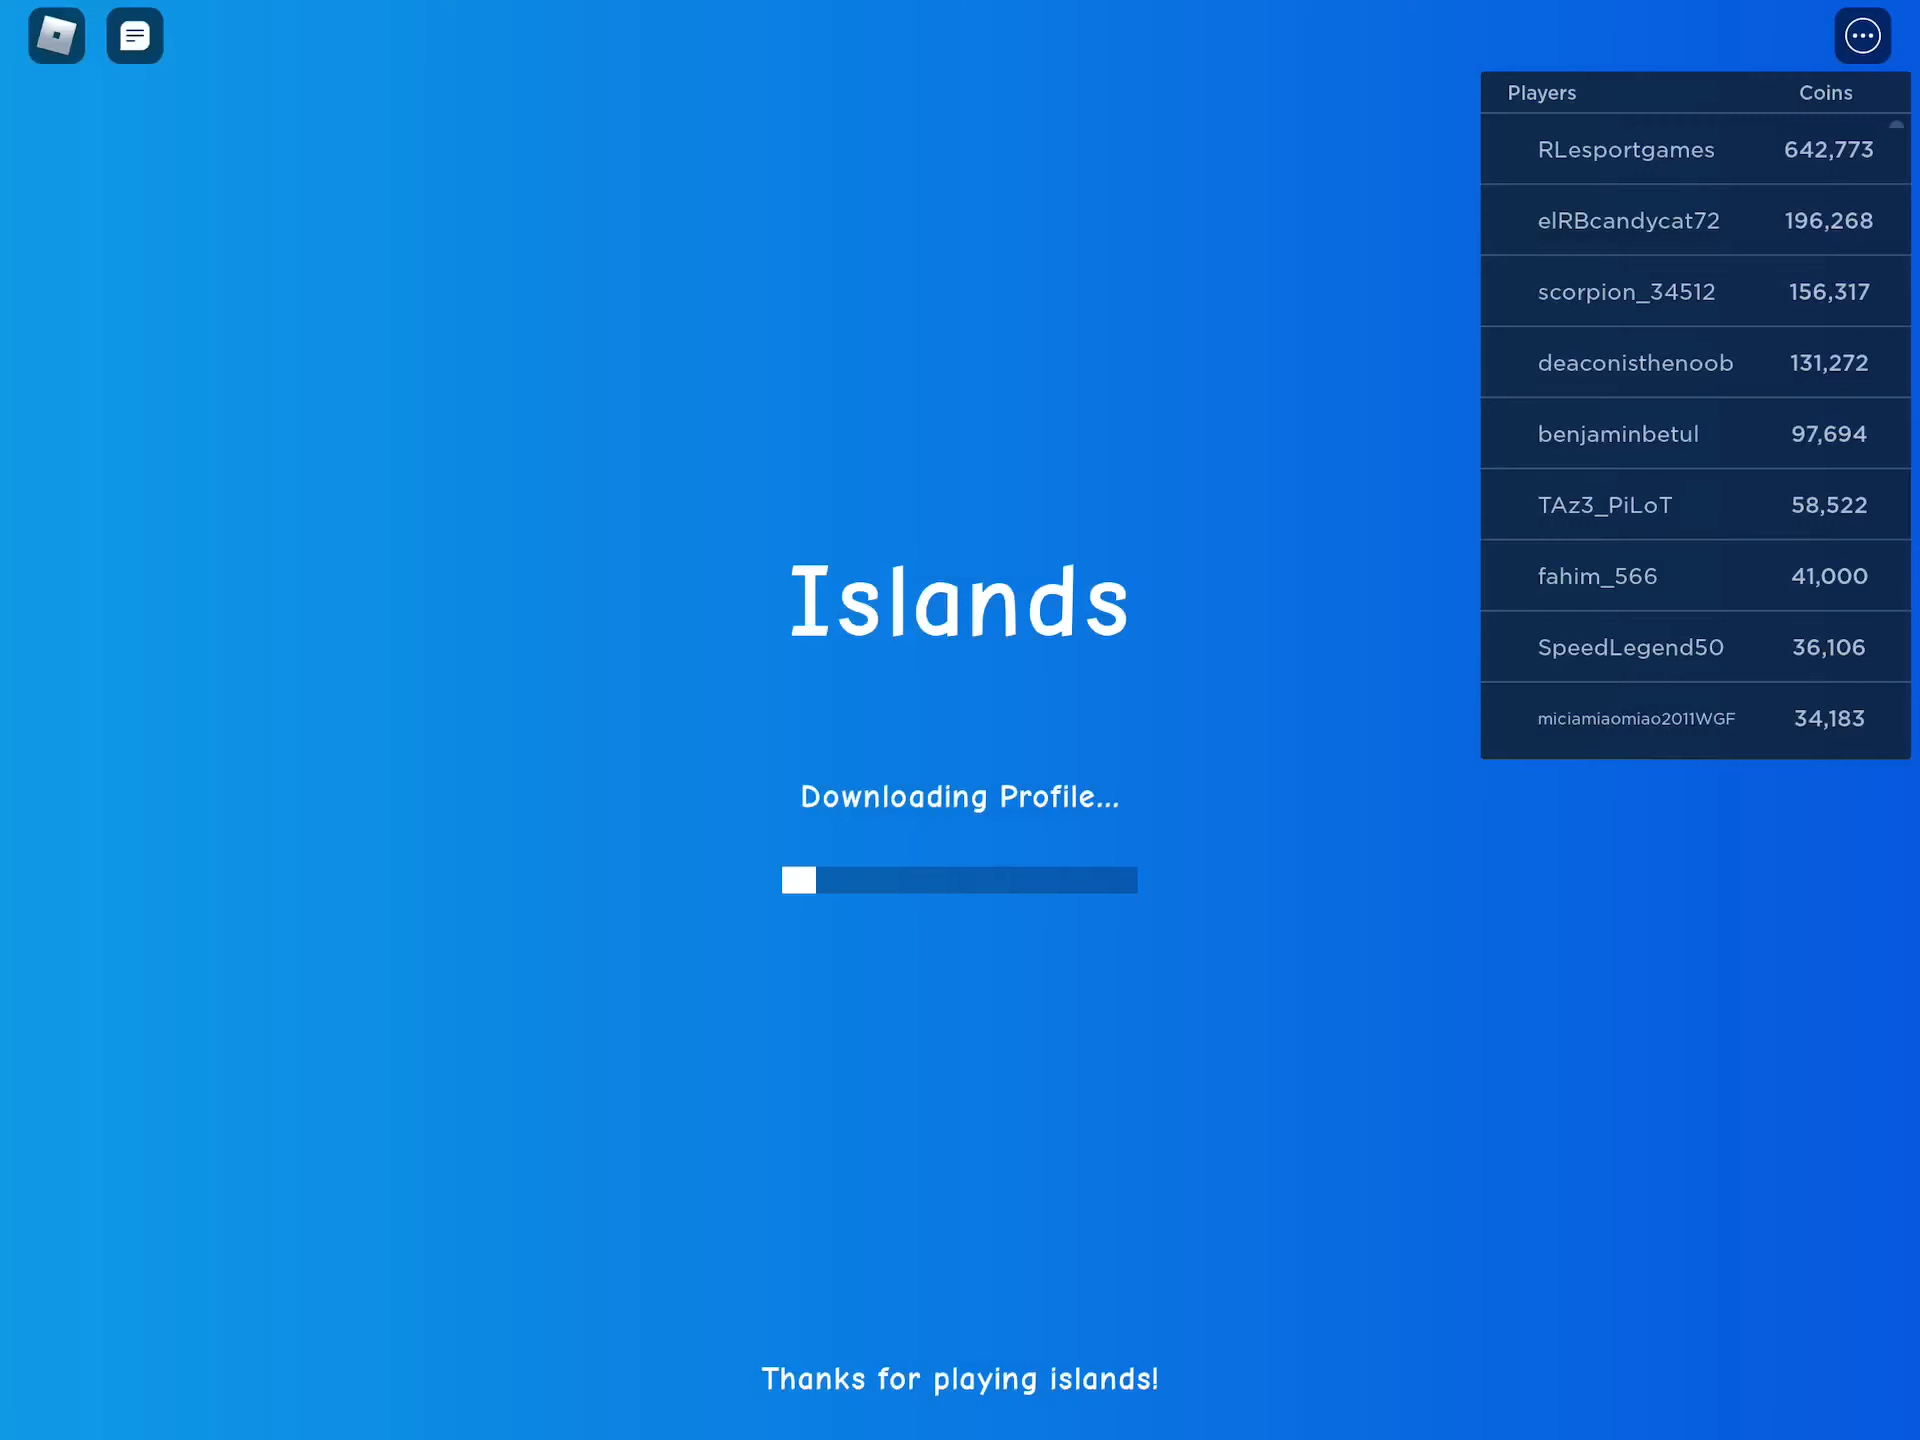 Players Coins
RLesportgames 642,773
elRBcandycat72 196,268
scorpion_34512 156,317
deaconisthenoob 131,272
benjaminbetul 97,694
TAz3_PiLoT 58,522
fahim_566 41,000
SpeedLegend50 36,106
miciamiaomiao2011WGF 34,183
Islands
Downloading Profile...
Thanks for playing islands!